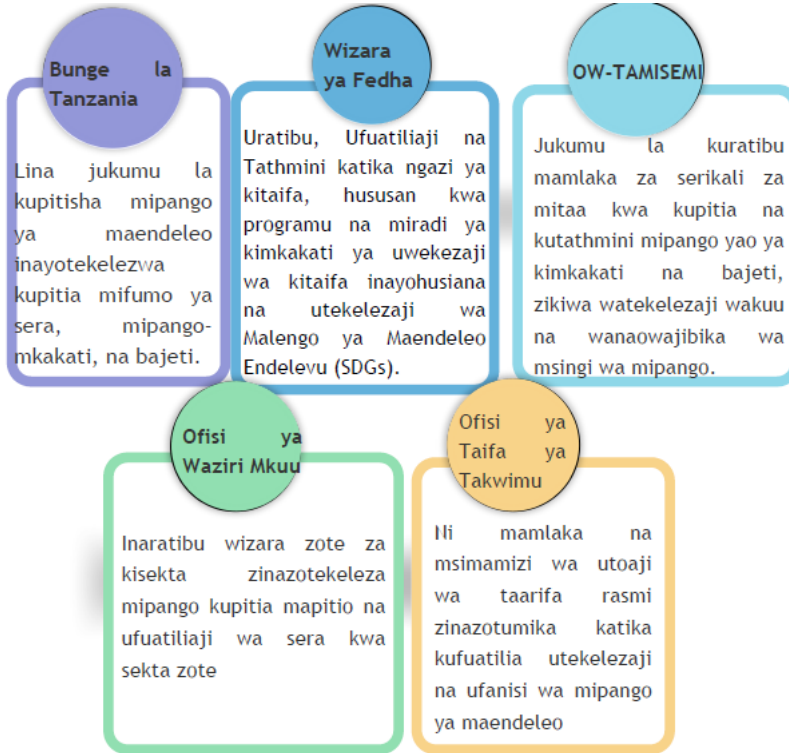 Bunge la
Tanzania
Lina jukumu la
kupitisha mipango
ya maendeleo
inayotekelezwa
kupitia mifumo ya
sera, mipango-
mkakati, na bajeti.
Wizara
ya Fedha
Uratibu, Ufuatiliaji na
Tathmini katika ngazi ya
kitaifa, hususan kwa
programu na miradi ya
kimkakati ya uwekezaji
wa kitaifa inayohusiana
na utekelezaji wa
Malengo ya Maendeleo
Endelevu (SDGs).
OW-TAMISEMI
Jukumu la kuratibu
mamlaka za serikali za
mitaa kwa kupitia na
kutathmini mipango yao ya
kimkakati na bajeti,
zikiwa watekelezaji wakuu
na wanaowajibika wa
msingi wa mipango.
Ofisi ya
Waziri Mkuu
Inaratibu wizara zote za
kisekta zinazotekeleza
mipango kupitia mapitio na
ufuatiliaji wa sera kwa
sekta zote
Ofisi ya
Taifa ya
Takwimu
Ni mamlaka na
msimamizi wa utoaji
wa taarifa rasmi
zinazotumika katika
kufuatilia utekelezaji
na ufanisi wa mipango
ya maendeleo